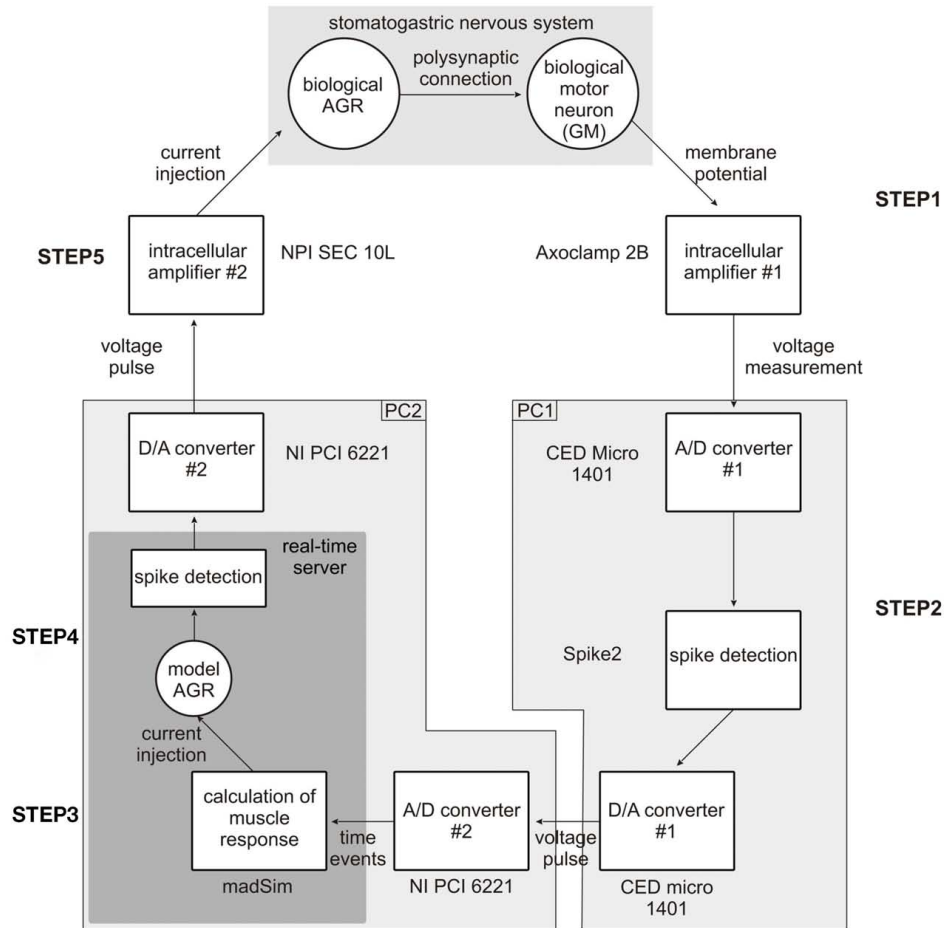 stomatogastric nervous system
biological
AGR
polysynaptic
connection
biological
motor
neuron
(GM)
current
injection
membrane
potential
STEP1
STEP5
intracellular
amplifier #2
NPI SEC 10L
Axoclamp 2B
intracellular
amplifier #1
voltage
pulse
voltage
measurement
PC2
PC1
D/A converter
#2
NI PCI 6221
CED Micro
1401
A/D converter
#1
real-time
server
spike detection
STEP4
STEP2
model
AGR
Spike2
spike detection
current
injection
STEP3
calculation of
muscle
response
madSim
time
events
A/D converter
#2
NI PCI 6221
voltage
pulse
D/A converter
#1
CED micro
1401